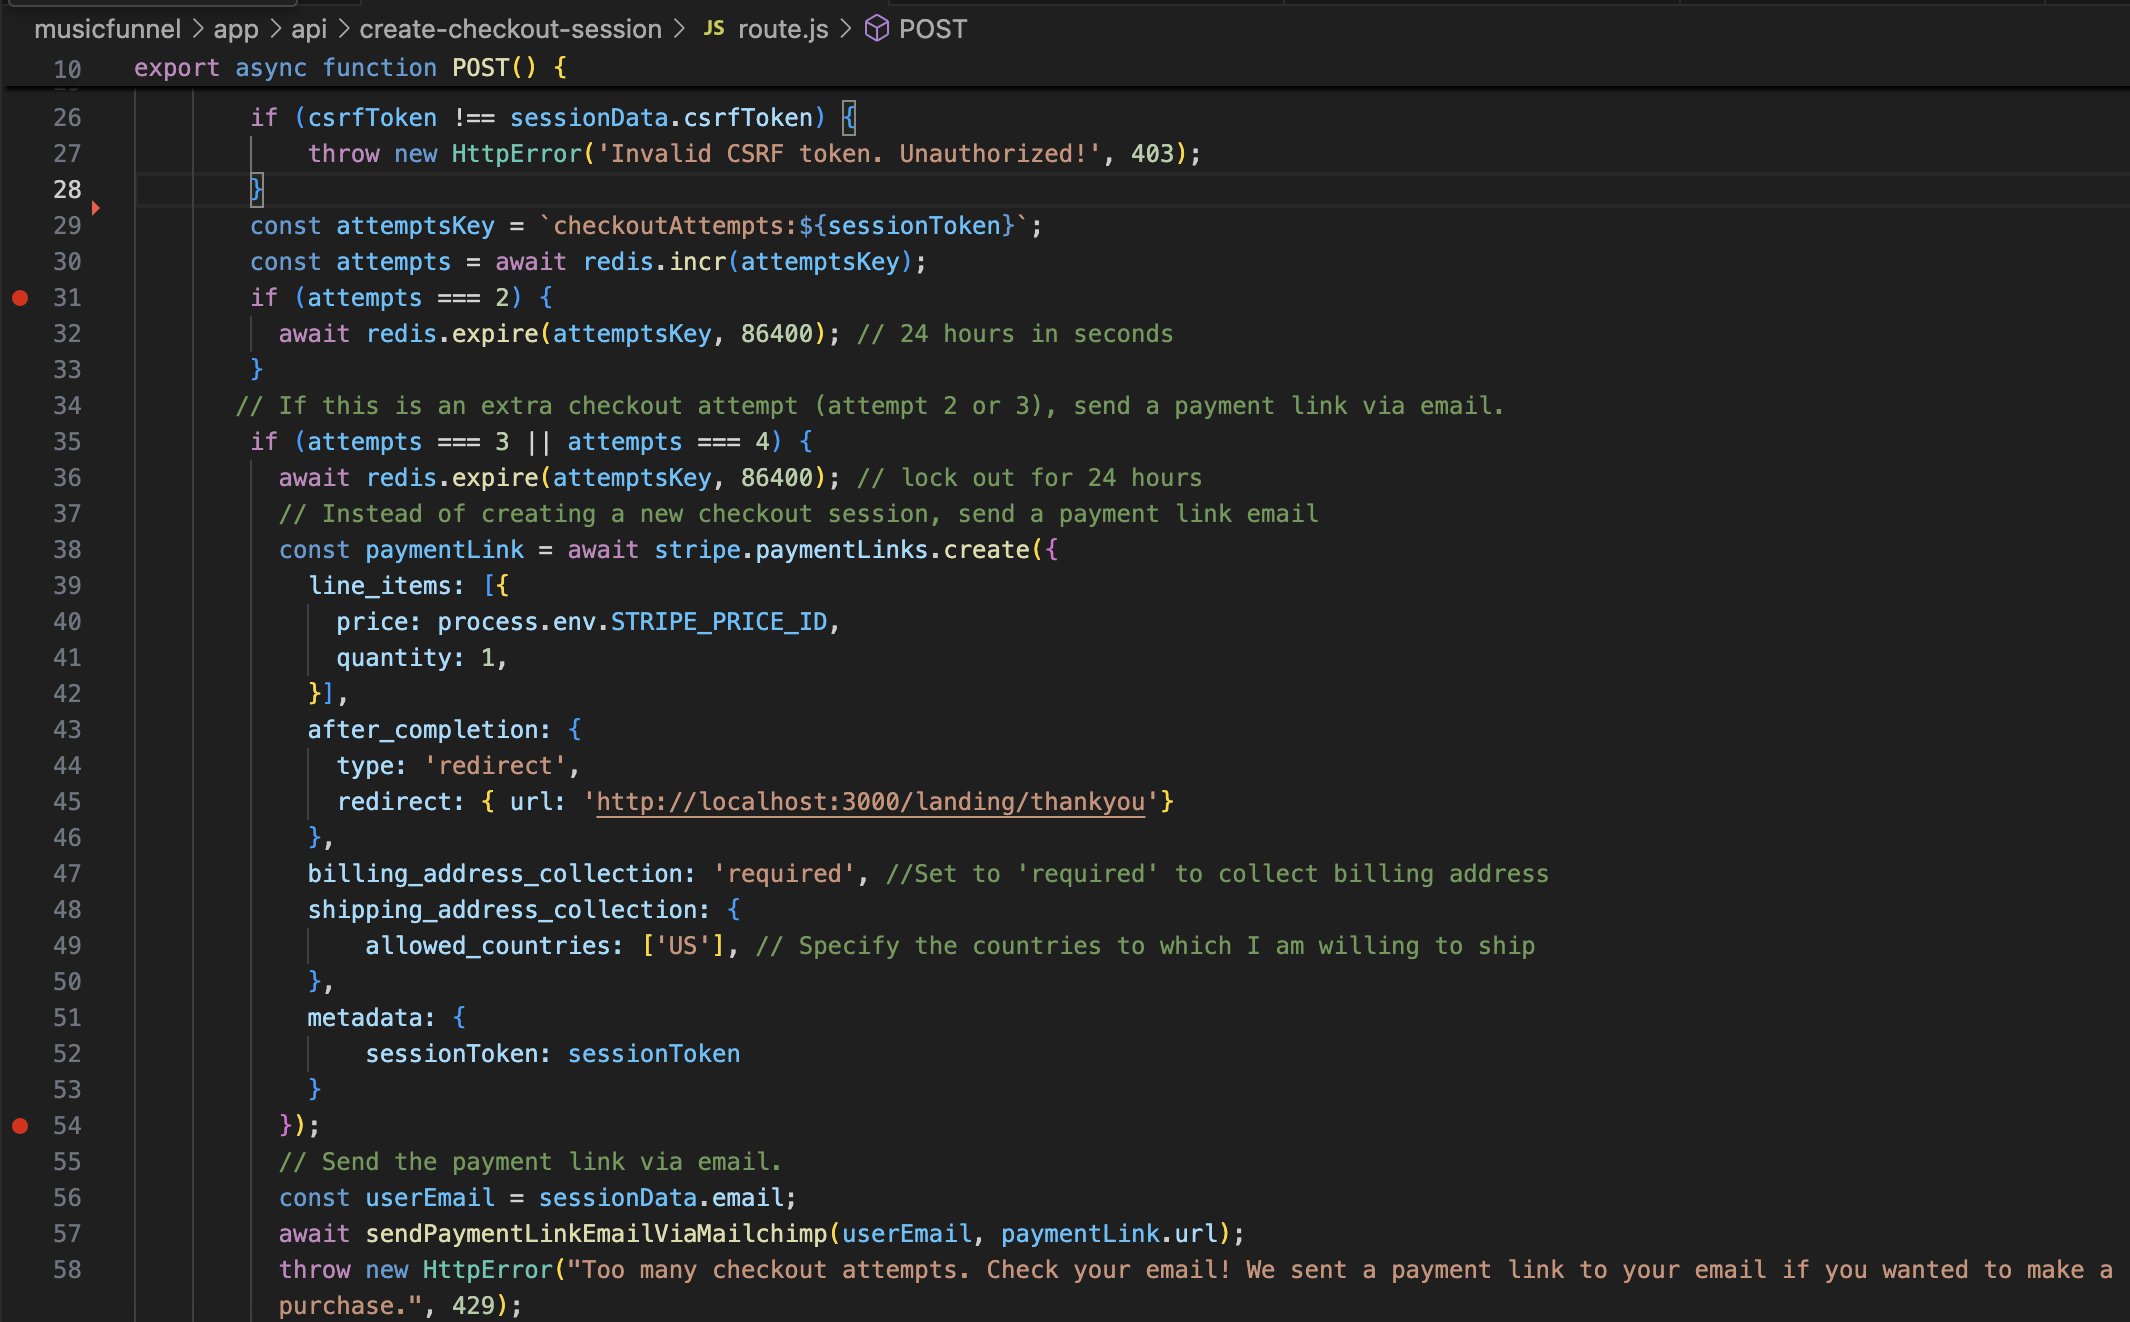 musicfunnel > app > api > create-checkout-session > JS route.js > POST
10 export async function POST() {
26 if (csrfToken !== sessionData.csrfToken) {
27 throw new HttpError('Invalid CSRF token. Unauthorized!', 403);
28 }
29 const attemptsKey = `checkoutAttempts:${sessionToken}`;
30 const attempts = await redis.incr(attemptsKey);
31 if (attempts === 2) {
32 await redis.expire(attemptsKey, 86400); // 24 hours in seconds
33 }
34 // If this is an extra checkout attempt (attempt 2 or 3), send a payment link via email.
35 if (attempts === 3 || attempts === 4) {
36 await redis.expire(attemptsKey, 86400); // lock out for 24 hours
37 // Instead of creating a new checkout session, send a payment link email
38 const paymentLink = await stripe.paymentLinks.create({
39 line_items: [{
40 price: process.env.STRIPE_PRICE_ID,
41 quantity: 1,
42 }],
43 after_completion: {
44 type: 'redirect',
45 redirect: { url: 'http://localhost:3000/landing/thankyou'}
46 },
47 billing_address_collection: 'required', //Set to 'required' to collect billing address
48 shipping_address_collection: {
49 allowed_countries: ['US'], // Specify the countries to which I am willing to ship
50 },
51 metadata: {
52 sessionToken: sessionToken
53 }
54 });
55 // Send the payment link via email.
56 const userEmail = sessionData.email;
57 await sendPaymentLinkEmailViaMailchimp(userEmail, paymentLink.url);
58 throw new HttpError("Too many checkout attempts. Check your email! We sent a payment link to your email if you wanted to make a
purchase.", 429);